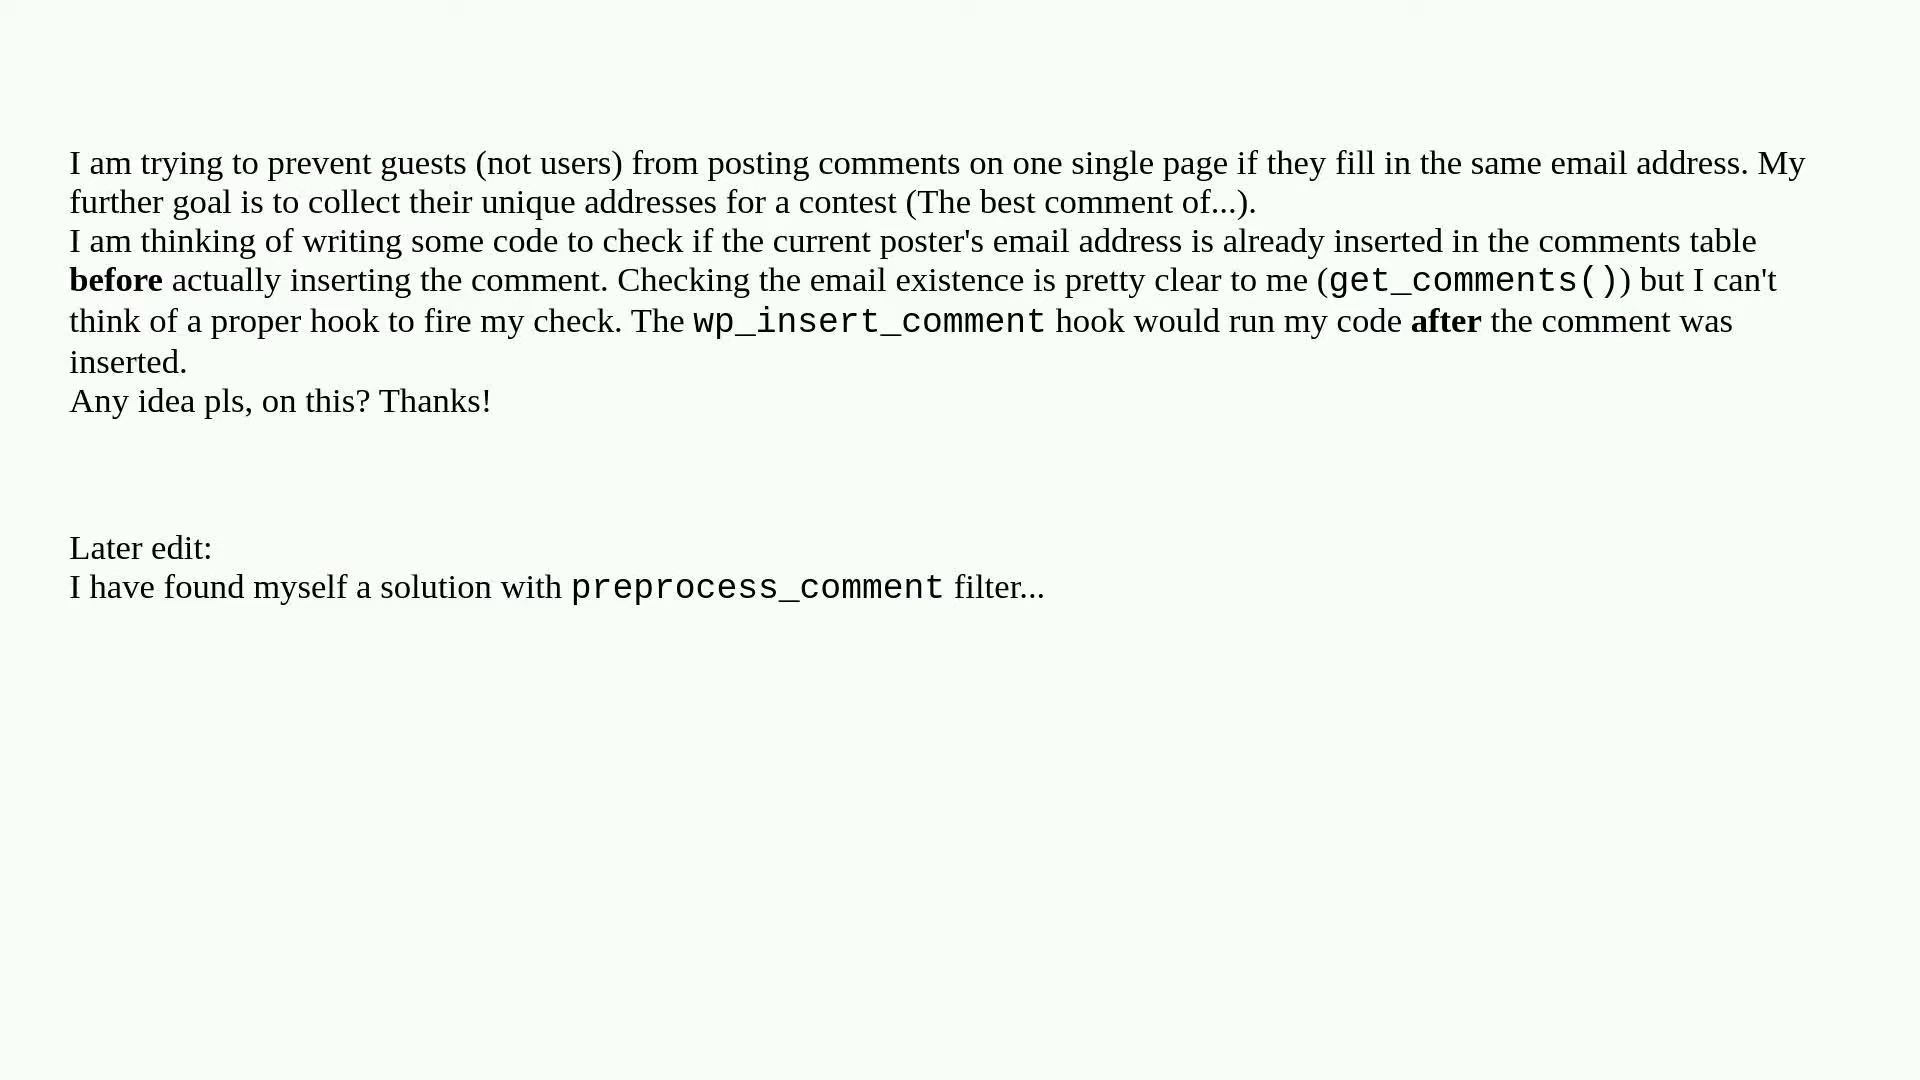 I am trying to prevent guests (not users) from posting comments on one single page if they fill in the same email address. My
further goal is to collect their unique addresses for a contest (The best comment of...).
I am thinking of writing some code to check if the current poster's email address is already inserted in the comments table
before actually inserting the comment. Checking the email existence is pretty clear to me (get_comments()) but I can't
think of a proper hook to fire my check. The wp_insert_comment hook would run my code after the comment was
inserted.
Any idea pls, on this? Thanks!
Later edit:
I have found myself a solution with preprocess_comment filter...